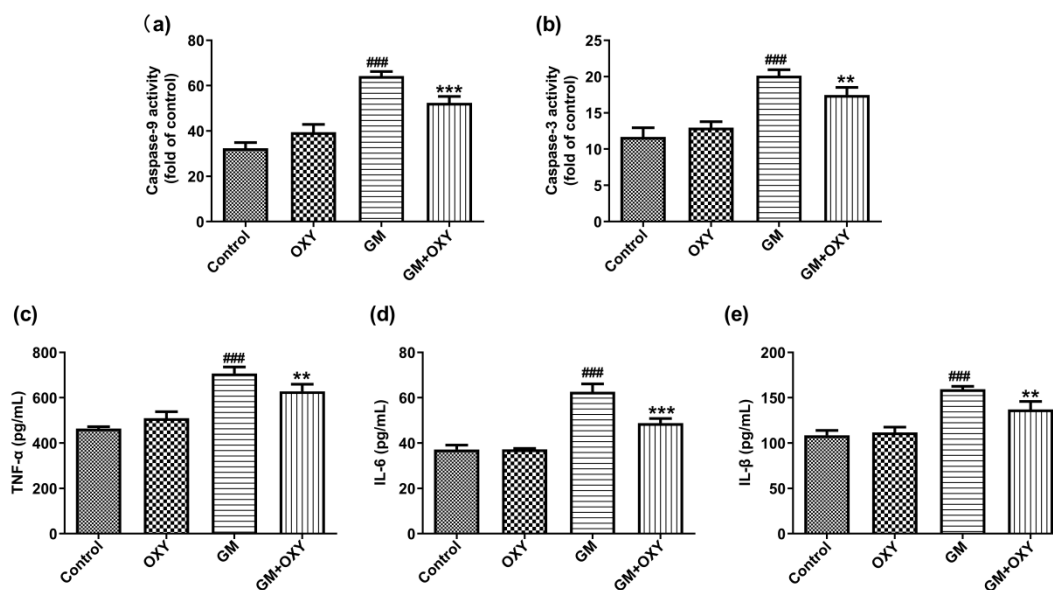 （a)
Caspase-9 activity
(fold of control)
80
60
40
20
0
###
***
Control
OXY
GM
GM+OXY
(b)
Caspase-3 activity
(fold of control)
25
20
15
10
5
0
###
**
Control
OXY
GM
GM+OXY
(c)
TNF-α (pg/mL)
800
600
400
200
0
###
**
Control
OXY
GM
GM+OXY
(d)
IL-6 (pg/mL)
80
60
40
20
0
###
***
Control
OXY
GM
GM+OXY
(e)
IL-β (pg/mL)
200
150
100
50
0
###
**
Control
OXY
GM
GM+OXY